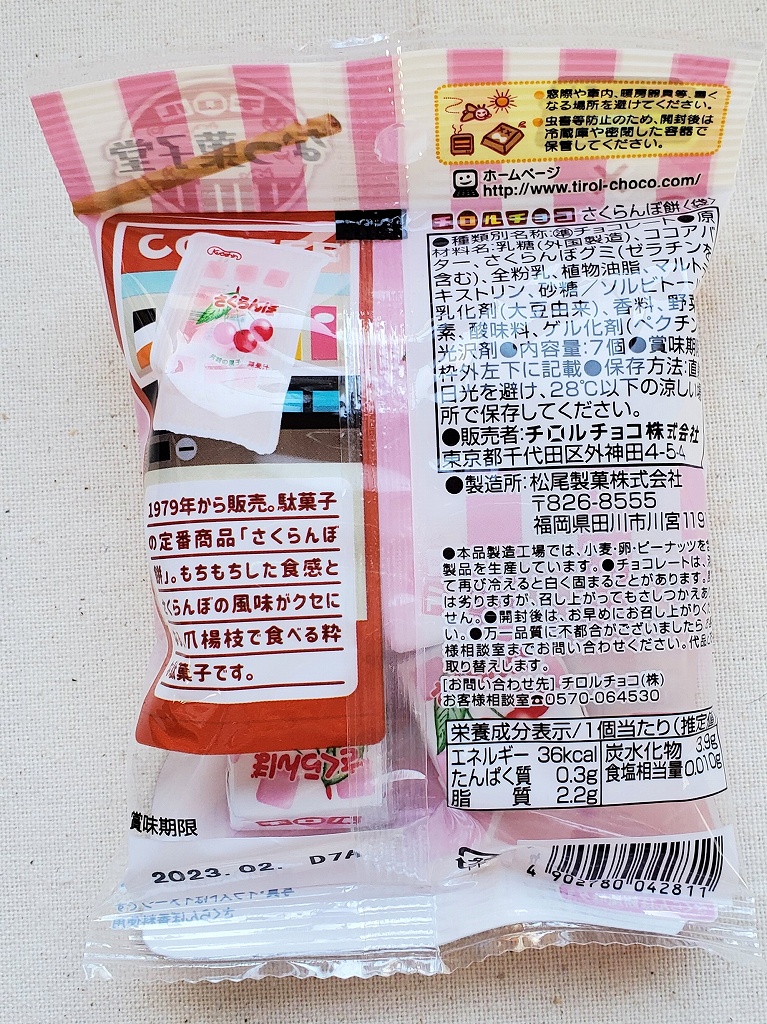 なつ菓子堂
窓際や車内、暖房器具等、暑く
なる場所を避けてください。
虫害等防止のため、開封後は
冷蔵庫や密閉した容器で
保管してください。
ホームページ
http://www.tirol-choco.com/
チロルチョコ さくらんぼ餅〈袋〉
●種類別名称:準チョコレート●原
材料名:乳糖(外国製造)、ココアバ
ター、さくらんぼグミ(ゼラチンを
含む)、全粉乳、植物油脂、マルト
キストリン、砂糖/ソルビトール
乳化剤(大豆由来)、香料、野菜
素、酸味料、ゲル化剤(ペクチン
光沢剤●内容量:7個●賞味期
枠外左下に記載●保存方法:直
日光を避け、28℃以下の涼しい
所で保存してください。
●販売者:チロルチョコ株式会社
東京都千代田区外神田4-5-4
●製造所:松尾製菓株式会社
〒826-8555
福岡県田川市川宮119
●本品製造工場では、小麦・卵・ピーナッツを含
製品を生産しています。●チョコレートは、
て再び冷えると白く固まることがあります。
は劣りますが、召し上がってもさしつかえあ
せん。●開封後は、お早めにお召し上がりく
い。●万一品質に不都合がございましたら、
様相談室までお問い合わせください。代品
取り替えします。
[お問い合わせ先]チロルチョコ(株)
お客様相談室☎0570-064530
栄養成分表示/1個当たり(推定値
エネルギー 36kcal 炭水化物 3.9g
たんぱく質 0.3g 食塩相当量 0.010g
脂質 2.2g
4 902780 042811
さくらんぼ
1979年から販売。駄菓子
の定番商品「さくらんぼ
餅」。もちもちした食感と
さくらんぼの風味がクセに
爪楊枝で食べる粋
駄菓子です。
さくらんぼ
賞味期限
2023.02. D7A